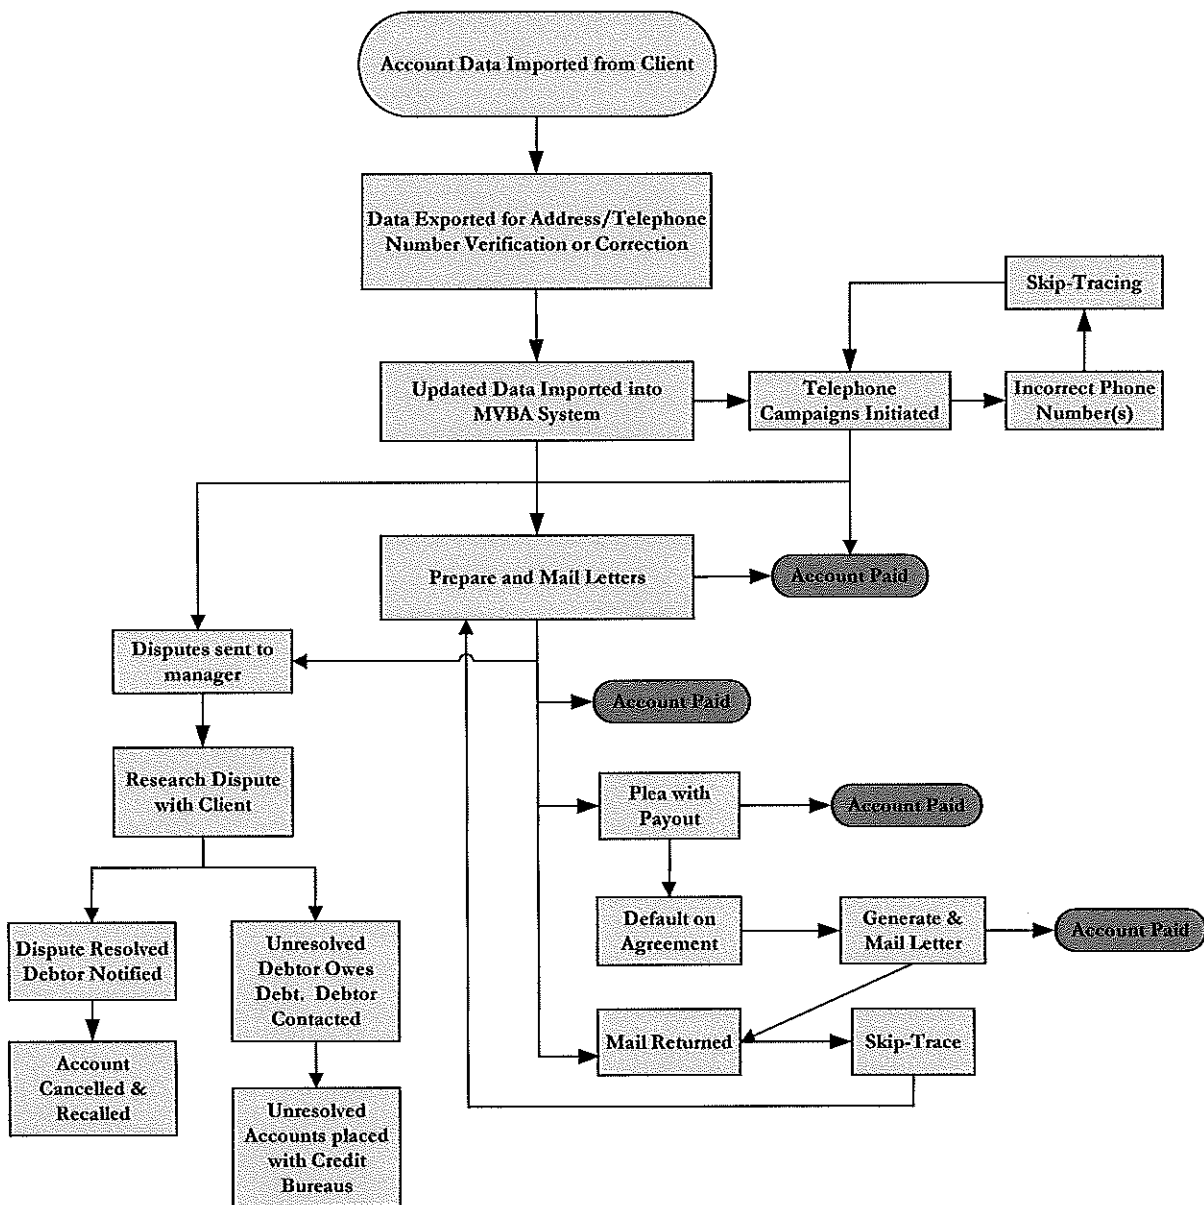 Account Data Imported from Client
Data Exported for Address/Telephone
Number Verification or Correction
Skip-Tracing
Updated Data Imported into
MVBA System
Telephone
Campaigns Initiated
Incorrect Phone
Number(s)
Prepare and Mail Letters
Account Paid
Disputes sent to
manager
Account Paid
Research Dispute
with Client
Plea with
Payout
Account Paid
Default on
Agreement
Generate &
Mail Letter
Account Paid
Dispute Resolved
Debtor Notified
Unresolved
Debtor Owes
Debt. Debtor
Contacted
Mail Returned
Skip-Trace
Account
Cancelled &
Recalled
Unresolved
Accounts placed
with Credit
Bureaus